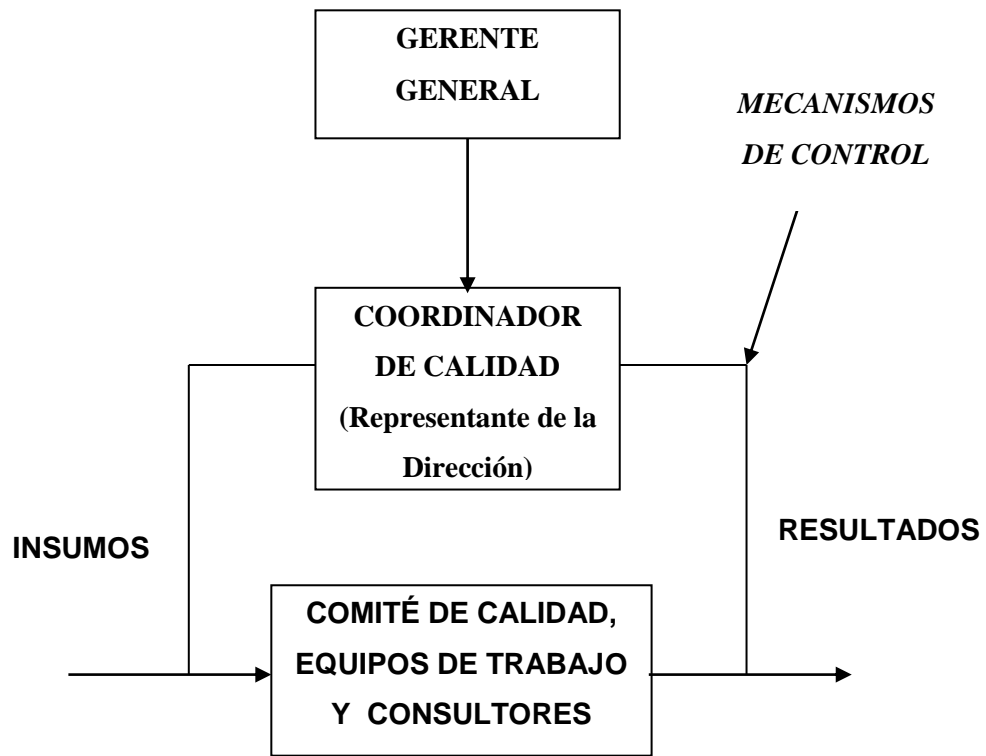 GERENTE
GENERAL
MECANISMOS
DE CONTROL
COORDINADOR
DE CALIDAD
(Representante de la
Dirección)
INSUMOS
RESULTADOS
COMITÉ DE CALIDAD,
EQUIPOS DE TRABAJO
Y CONSULTORES